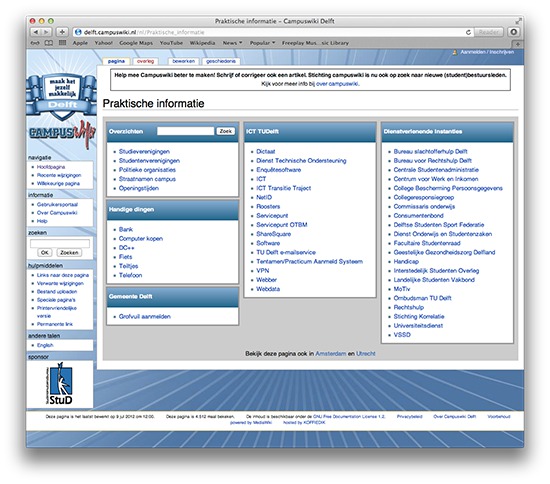 Praktische informatie – Campuswiki Delft
delft.campuswiki.nl/nl/Praktische_informatie
Reader
Apple Yahoo! Google Maps YouTube Wikipedia News Popular Freeplay Mus...sic Library
Aanmelden / Inschrijven
pagina overleg bewerken geschiedenis
maak het
jezelf
makkelijk
Delft
CAMPUSWIKI
Help mee Campuswiki beter te maken! Schrijf of corrigeer ook een artikel. Stichting campuswiki is nu ook op zoek naar nieuwe (student)bestuursleden.
Kijk voor meer info bij over campuswiki.
Praktische informatie
navigatie
Hoofdpagina
Recente wijzigingen
Willekeurige pagina
informatie
Gebruikersportaal
Over Campuswiki
Help
zoeken
OK Zoeken
hulpmiddelen
Links naar deze pagina
Verwante wijzigingen
Bestand uploaden
Speciale pagina's
Printervriendelijke
versie
Permanente link
andere talen
English
sponsor
StuD
Overzichten Zoek
Studieverenigingen
Studentenverenigingen
Politieke organisaties
Straatnamen campus
Openingstijden
Handige dingen
Bank
Computer kopen
DC++
Fiets
Telltjes
Telefoon
Gemeente Delft
Grofvuil aanmelden
ICT TUDelft
Dictaat
Dienst Technische Ondersteuning
Enquêtesoftware
ICT
ICT Transitie Traject
NetID
Roosters
Servicepunt
Servicepunt OTBM
ShareSquare
Software
TU Delft e-mailservice
Tentamen/Practicum Aanmeld Systeem
VPN
Webber
Webdata
Dienstverlenende instanties
Bureau slachtofferhulp Delft
Bureau voor Rechtshulp Delft
Centrale Studentenadministratie
Centrum voor Werk en Inkomen
College Bescherming Persoonsgegevens
Collegeresponsiegroep
Commissaris onderwijs
Consumentenbond
Delftse Studenten Sport Federatie
Dienst Onderwijs en Studentenzaken
Facultaire Studentenraad
Geestelijke Gezondheidszorg Delfland
Handicap
Interstedelijk Studenten Overleg
Landelijke Studenten Vakbond
MoTiv
Ombudsman TU Delft
Rechtshulp
Stichting Korrelatie
Universiteitsdienst
VSSD
Bekijk deze pagina ook in Amsterdam en Utrecht
Deze pagina is het laatst bewerkt op 9 jul 2012 om 12:00. Deze pagina is 4.512 maal bekeken. De inhoud is beschikbaar onder de GNU Free Documentation License 1.2. Privacybeleid Over Campuswiki Delft Voorbehoud
powered by MediaWiki hosted by KOFFIEDIK